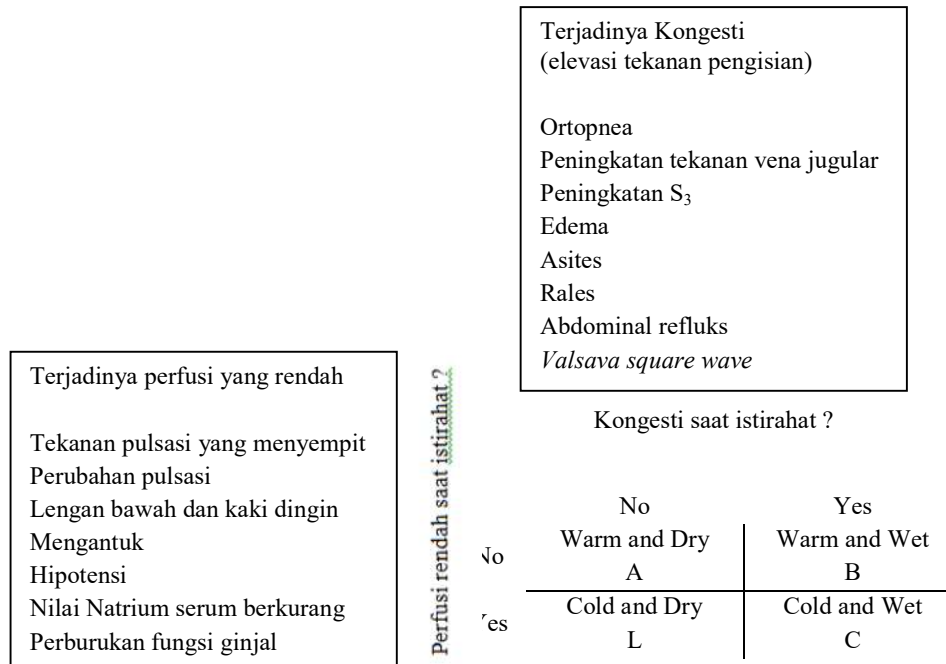 Terjadinya Kongesti
(elevasi tekanan pengisian)
Ortopnea
Peningkatan tekanan vena jugular
Peningkatan S₃
Edema
Asites
Rales
Abdominal refluks
Valsava square wave
Terjadinya perfusi yang rendah
Tekanan pulsasi yang menyempit
Perubahan pulsasi
Lengan bawah dan kaki dingin
Mengantuk
Hipotensi
Nilai Natrium serum berkurang
Perburukan fungsi ginjal
Perfusi rendah saat istirahat ?
Kongesti saat istirahat ?
No Yes
No Warm and Dry Warm and Wet
A B
Cold and Dry Cold and Wet
L C